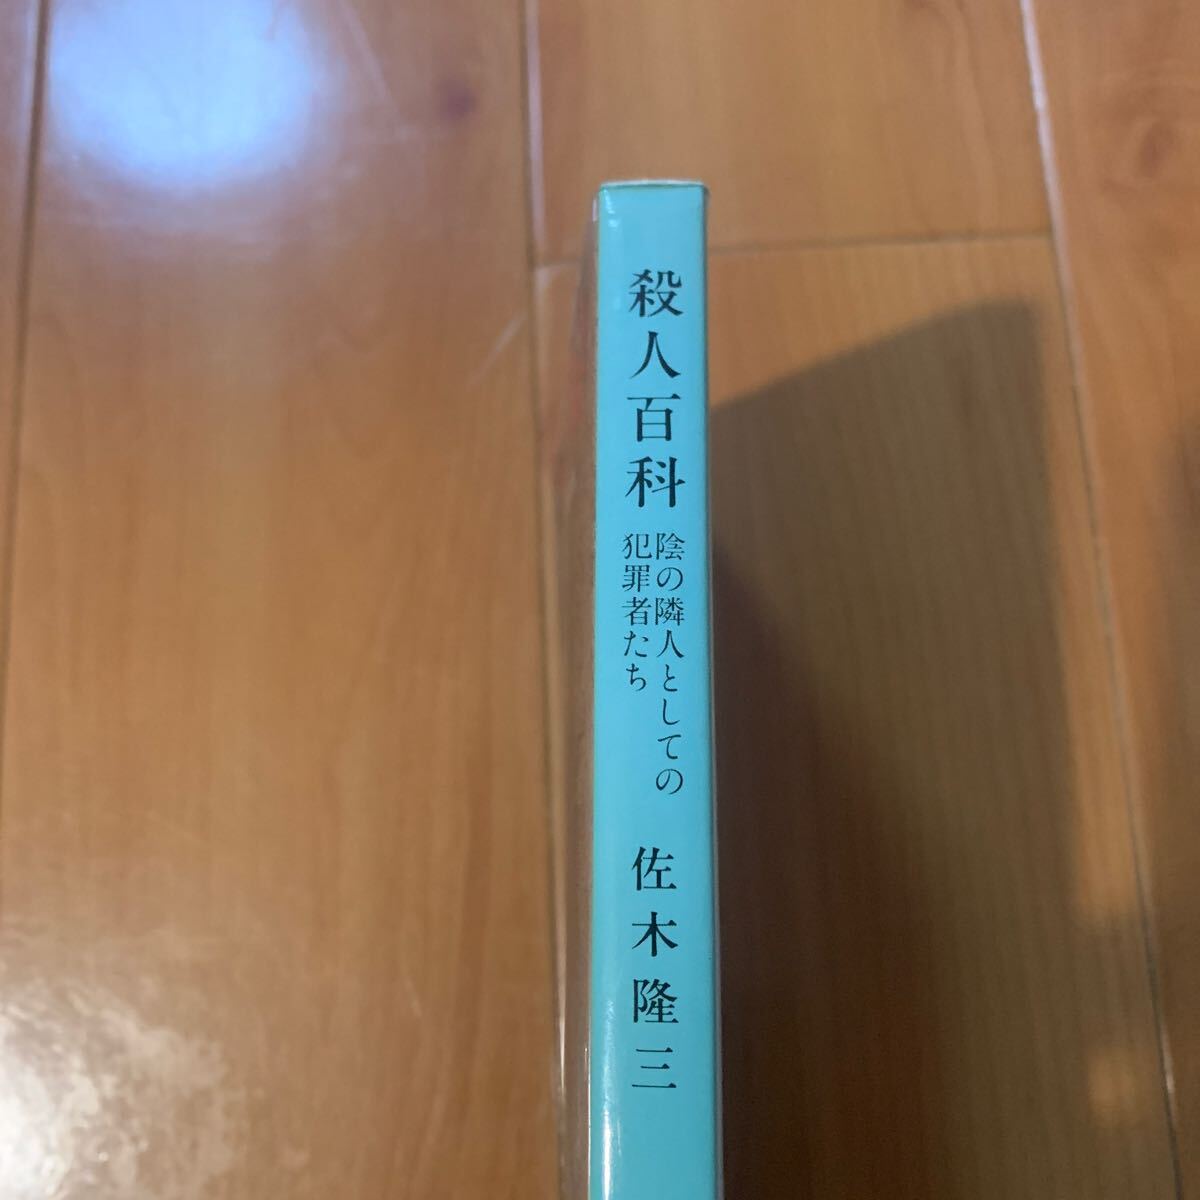 殺人百科
陰の隣人としての
犯罪者たち
佐木隆三